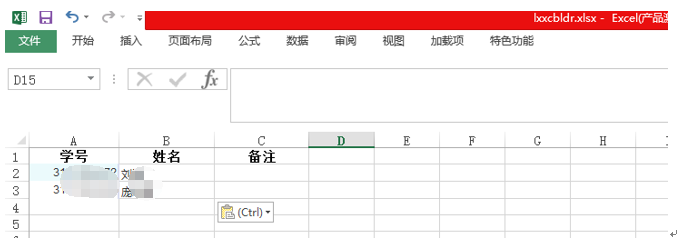 lxxcbldr.xlsx - Excel(产品
文件 开始 插入 页面布局 公式 数据 审阅 视图 加载项 特色功能
D15 fx
A B C D E F G H
1 学号 姓名 备注
2 刘
3 庞
4 (Ctrl)
5